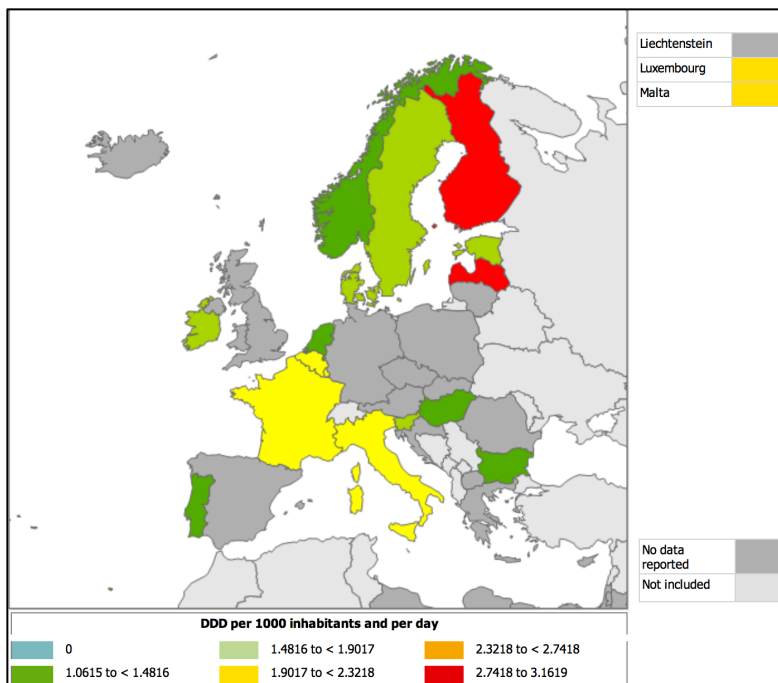 Liechtenstein
Luxembourg
Malta
No data
reported
Not included
DDD per 1000 inhabitants and per day
0
1.4816 to < 1.9017
2.3218 to < 2.7418
1.0615 to < 1.4816
1.9017 to < 2.3218
2.7418 to 3.1619